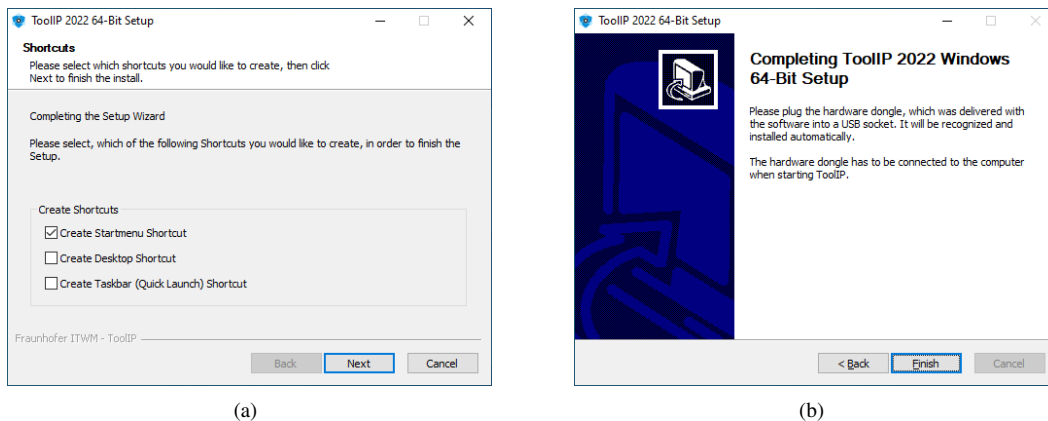 ToolIP 2022 64-Bit Setup
Shortcuts
Please select which shortcuts you would like to create, then click
Next to finish the install.
Completing the Setup Wizard
Please select, which of the following Shortcuts you would like to create, in order to finish the
Setup.
Create Shortcuts
Create Startmenu Shortcut
Create Desktop Shortcut
Create Taskbar (Quick Launch) Shortcut
Fraunhofer ITWM - ToolIP
Back Next Cancel
(a)
ToolIP 2022 64-Bit Setup
Completing ToolIP 2022 Windows
64-Bit Setup
Please plug the hardware dongle, which was delivered with
the software into a USB socket. It will be recognized and
installed automatically.
The hardware dongle has to be connected to the computer
when starting ToolIP.
< Back Finish Cancel
(b)